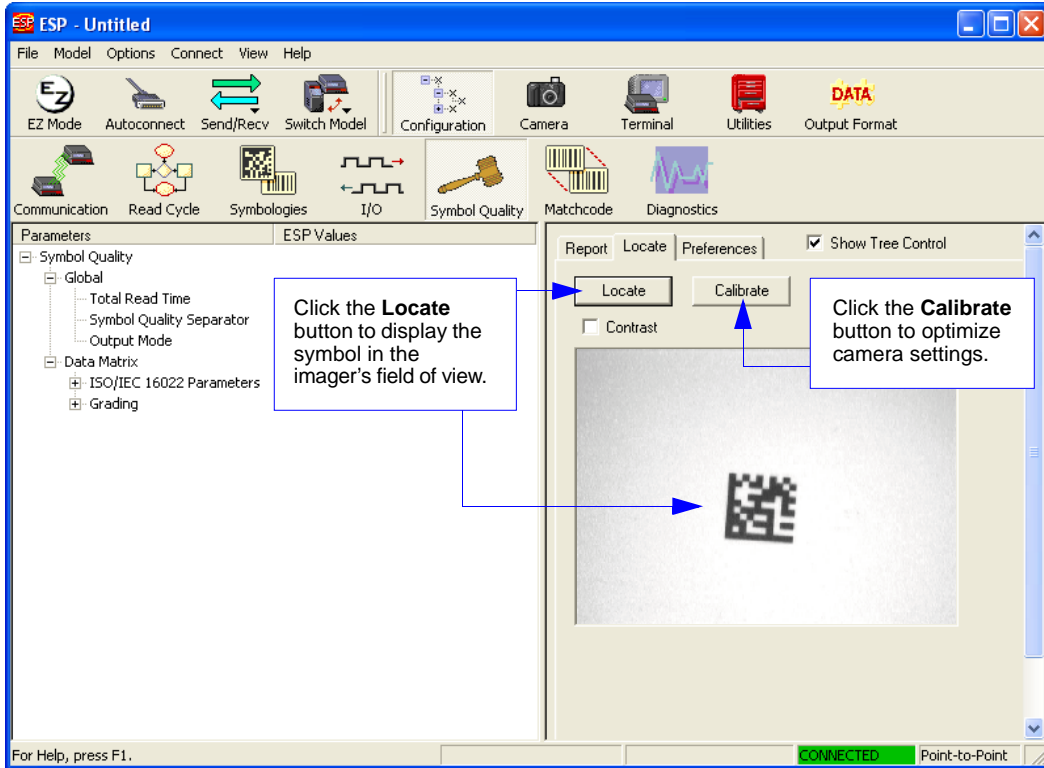 ESP - Untitled
File Model Options Connect View Help
EZ Mode Autoconnect Send/Recv Switch Model Configuration Camera Terminal Utilities DATA Output Format
Communication Read Cycle Symbologies I/O Symbol Quality Matchcode Diagnostics
Parameters ESP Values
Symbol Quality
Global
Total Read Time
Symbol Quality Separator
Output Mode
Data Matrix
ISO/IEC 16022 Parameters
Grading
Click the Locate
button to display the
symbol in the
imager's field of view.
Report Locate Preferences Show Tree Control
Locate Calibrate
Contrast
Click the Calibrate
button to optimize
camera settings.
For Help, press F1. CONNECTED Point-to-Point